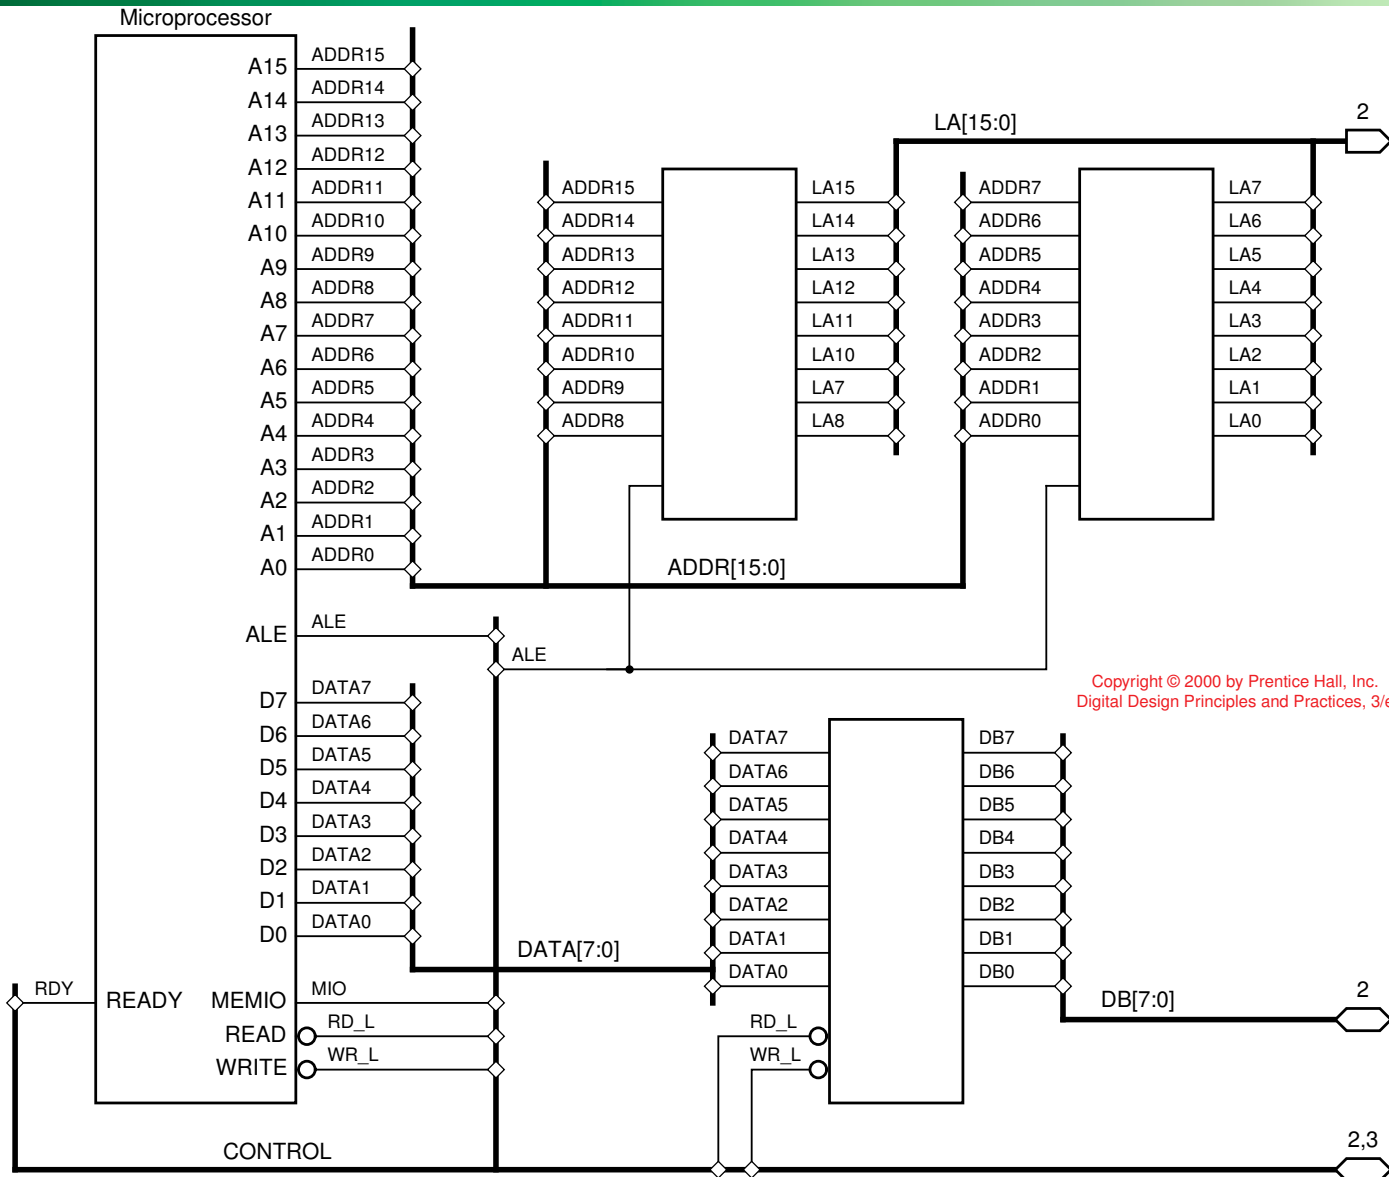 Microprocessor
A15 ADDR15
A14 ADDR14
A13 ADDR13
A12 ADDR12
A11 ADDR11
A10 ADDR10
A9 ADDR9
A8 ADDR8
A7 ADDR7
A6 ADDR6
A5 ADDR5
A4 ADDR4
A3 ADDR3
A2 ADDR2
A1 ADDR1
A0 ADDR0
ALE ALE
D7 DATA7
D6 DATA6
D5 DATA5
D4 DATA4
D3 DATA3
D2 DATA2
D1 DATA1
D0 DATA0
RDY READY MEMIO MIO
READ RD_L
WRITE WR_L
CONTROL
LA[15:0]
2
ADDR15 LA15
ADDR14 LA14
ADDR13 LA13
ADDR12 LA12
ADDR11 LA11
ADDR10 LA10
ADDR9 LA7
ADDR8 LA8
ADDR7 LA7
ADDR6 LA6
ADDR5 LA5
ADDR4 LA4
ADDR3 LA3
ADDR2 LA2
ADDR1 LA1
ADDR0 LA0
ADDR[15:0]
ALE
Copyright © 2000 by Prentice Hall, Inc.
Digital Design Principles and Practices, 3/e
DATA7 DB7
DATA6 DB6
DATA5 DB5
DATA4 DB4
DATA3 DB3
DATA2 DB2
DATA1 DB1
DATA0 DB0
DATA[7:0]
DB[7:0]
2
RD_L
WR_L
2,3